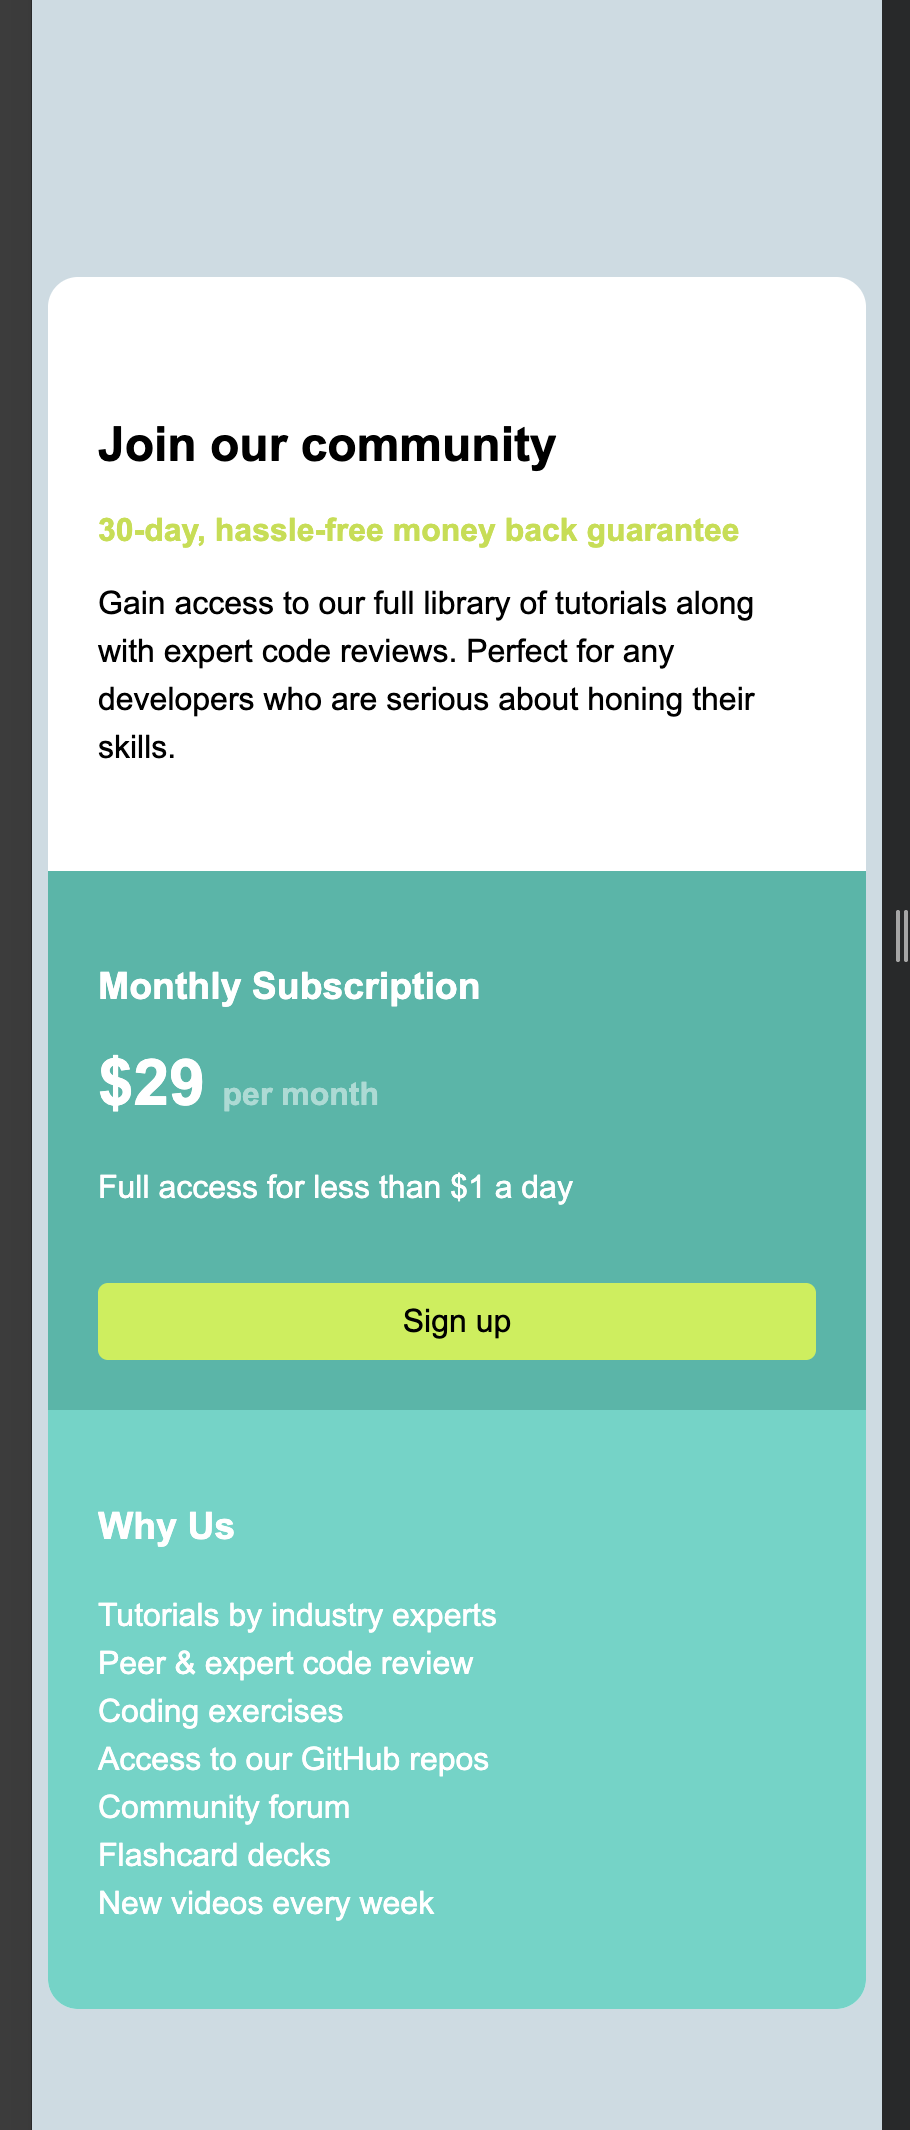 Join our community
30-day, hassle-free money back guarantee
Gain access to our full library of tutorials along
with expert code reviews. Perfect for any
developers who are serious about honing their
skills.
Monthly Subscription
$29 per month
Full access for less than $1 a day
Sign up
Why Us
Tutorials by industry experts
Peer & expert code review
Coding exercises
Access to our GitHub repos
Community forum
Flashcard decks
New videos every week